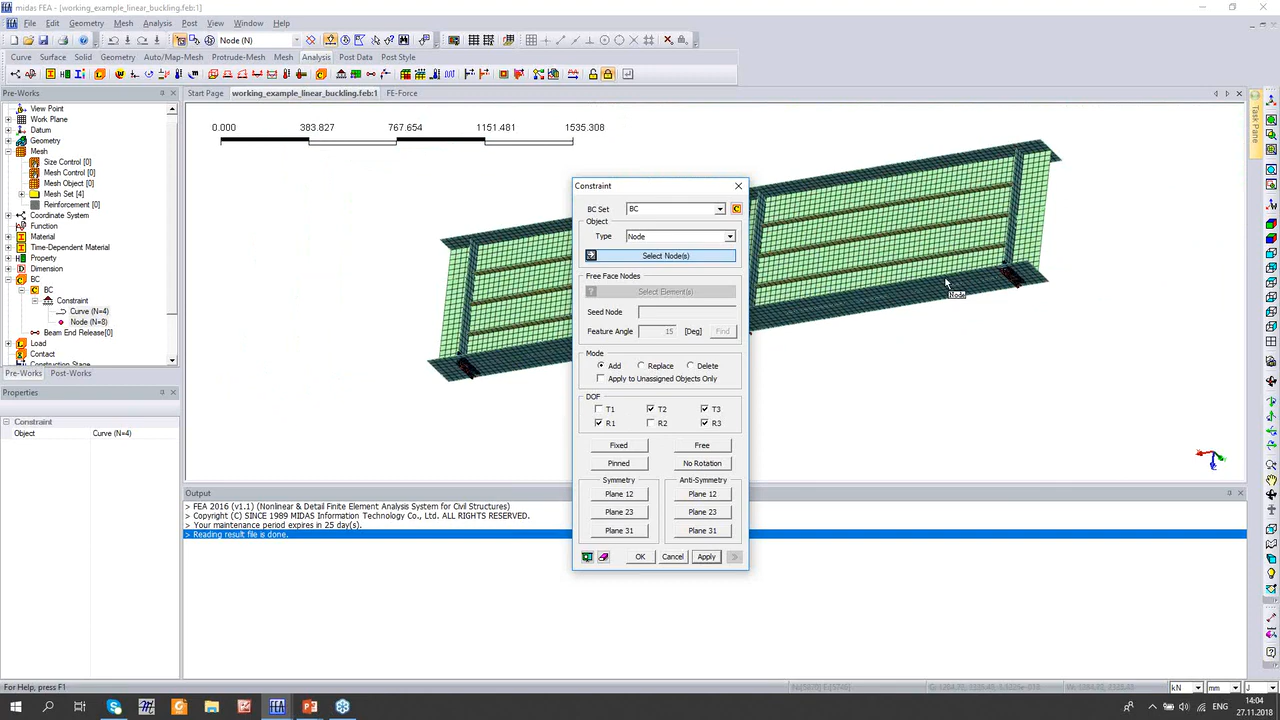 midas FEA - [working_example_linear_buckling.feb:1]
File Edit Geometry Mesh Analysis Post View Window Help
Node (N)
Curve Surface Solid Geometry Auto/Map-Mesh Protrude-Mesh Mesh Analysis Post Data Post Style
Pre-Works
Start Page working_example_linear_buckling.feb:1 FE-Force
View Point
Work Plane
Datum
Geometry
Mesh
Size Control [0]
Mesh Control [0]
Mesh Object [0]
Mesh Set [4]
Reinforcement [0]
Coordinate System
Function
Material
Time-Dependent Material
Property
Dimension
BC
BC
Constraint
Curve (N=4)
Node (N=8)
Beam End Release[0]
Load
Contact
Construction Stage
Pre-Works Post-Works
Properties
Constraint
Object Curve (N=4)
0.000 383.827 767.654 1151.481 1535.308
Task Pane
Node
Constraint
BC Set BC
Object
Type Node
Select Node(s)
Free Face Nodes
Select Element(s)
Seed Node
Feature Angle 15 [Deg] Find
Mode
Add Replace Delete
Apply to Unassigned Objects Only
DOF
T1 T2 T3
R1 R2 R3
Fixed Free
Pinned No Rotation
Symmetry Anti-Symmetry
Plane 12 Plane 12
Plane 23 Plane 23
Plane 31 Plane 31
OK Cancel Apply >
Output
> FEA 2016 (v1.1) (Nonlinear & Detail Finite Element Analysis System for Civil Structures)
> Copyright (C) SINCE 1989 MIDAS Information Technology Co., Ltd. ALL RIGHTS RESERVED.
> Your maintenance period expires in 25 day(s).
> Reading result file is done.
For Help, press F1
kN mm J
ENG
14:04
27.11.2018